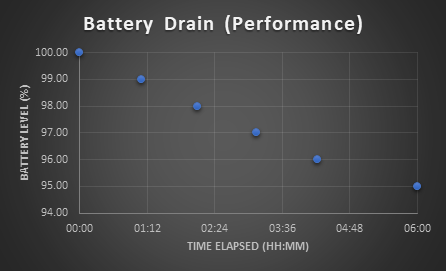 Battery Drain (Performance)
100.00
99.00
98.00
97.00
96.00
95.00
94.00
BATTERY LEVEL (%)
00:00 01:12 02:24 03:36 04:48 06:00
TIME ELAPSED (HH:MM)